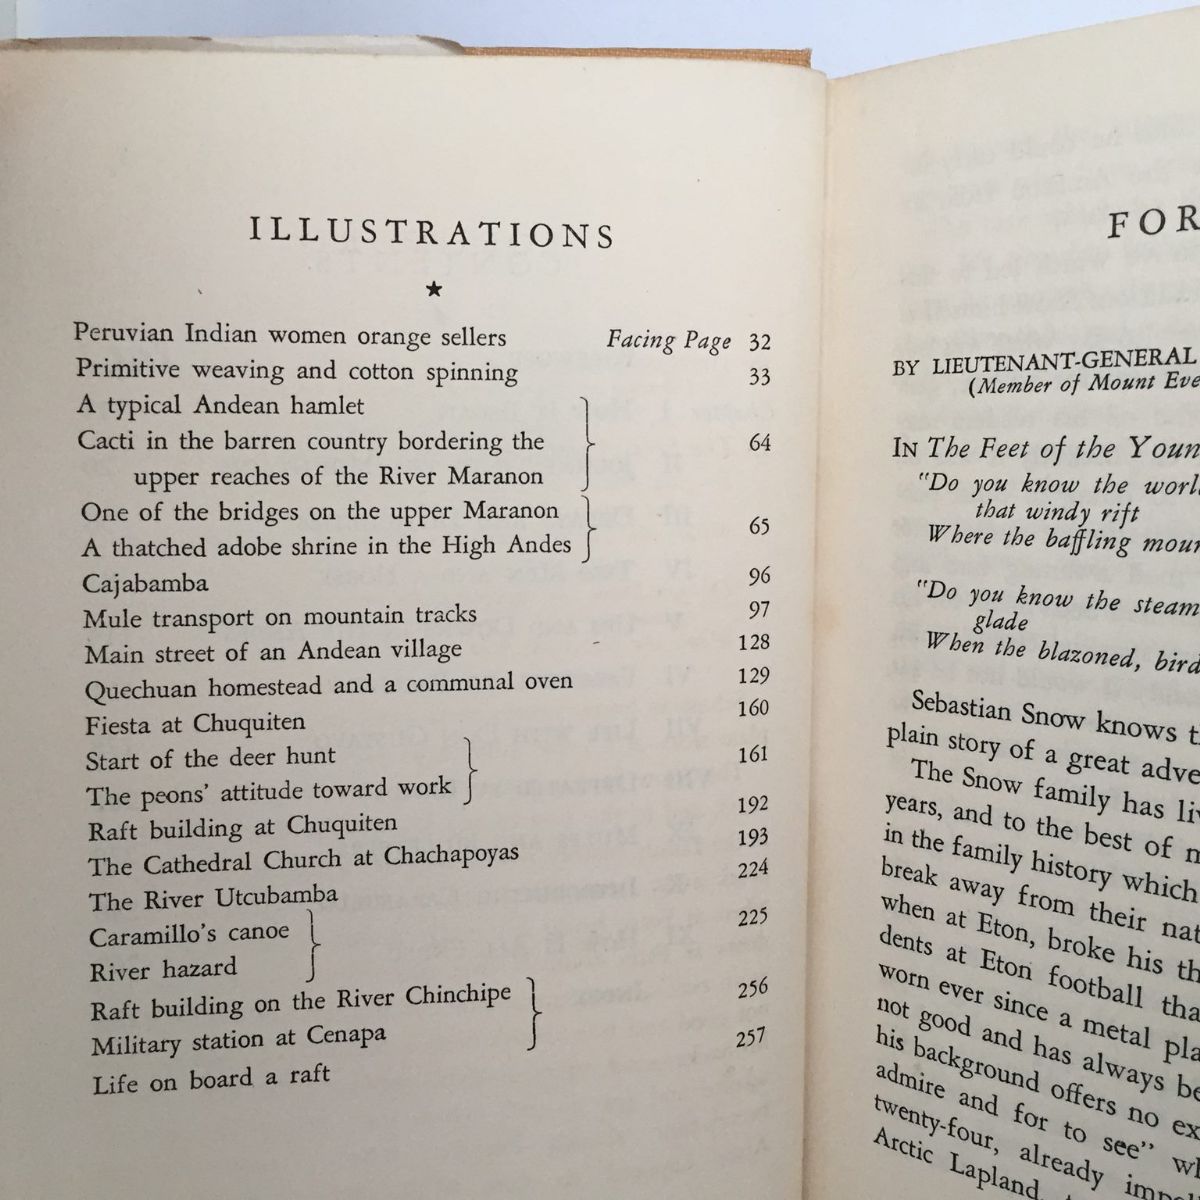 ILLUSTRATIONS
★
Peruvian Indian women orange sellers Facing Page 32
Primitive weaving and cotton spinning 33
A typical Andean hamlet
Cacti in the barren country bordering the 64
upper reaches of the River Maranon
One of the bridges on the upper Maranon
A thatched adobe shrine in the High Andes 65
Cajabamba 96
Mule transport on mountain tracks 97
Main street of an Andean village 128
Quechuan homestead and a communal oven 129
Fiesta at Chuquiten 160
Start of the deer hunt 161
The peons' attitude toward work
Raft building at Chuquiten 192
The Cathedral Church at Chachapoyas 193
The River Utcubamba 224
Caramillo's canoe 225
River hazard
Raft building on the River Chinchipe 256
Military station at Cenapa
Life on board a raft 257
FOR
BY LIEUTENANT-GENERAL
(Member of Mount Eve
IN The Feet of the Youn
"Do you know the worl
that windy rift
Where the baffling moun
"Do you know the steam
glade
When the blazoned, bird
Sebastian Snow knows t
plain story of a great adve
The Snow family has liv
years, and to the best of m
in the family history which
break away from their nat
when at Eton, broke his th
dents at Eton football tha
worn ever since a metal pla
not good and has always be
his background offers no ex
admire and for to see" wh
twenty-four, already imp
Arctic Lapland